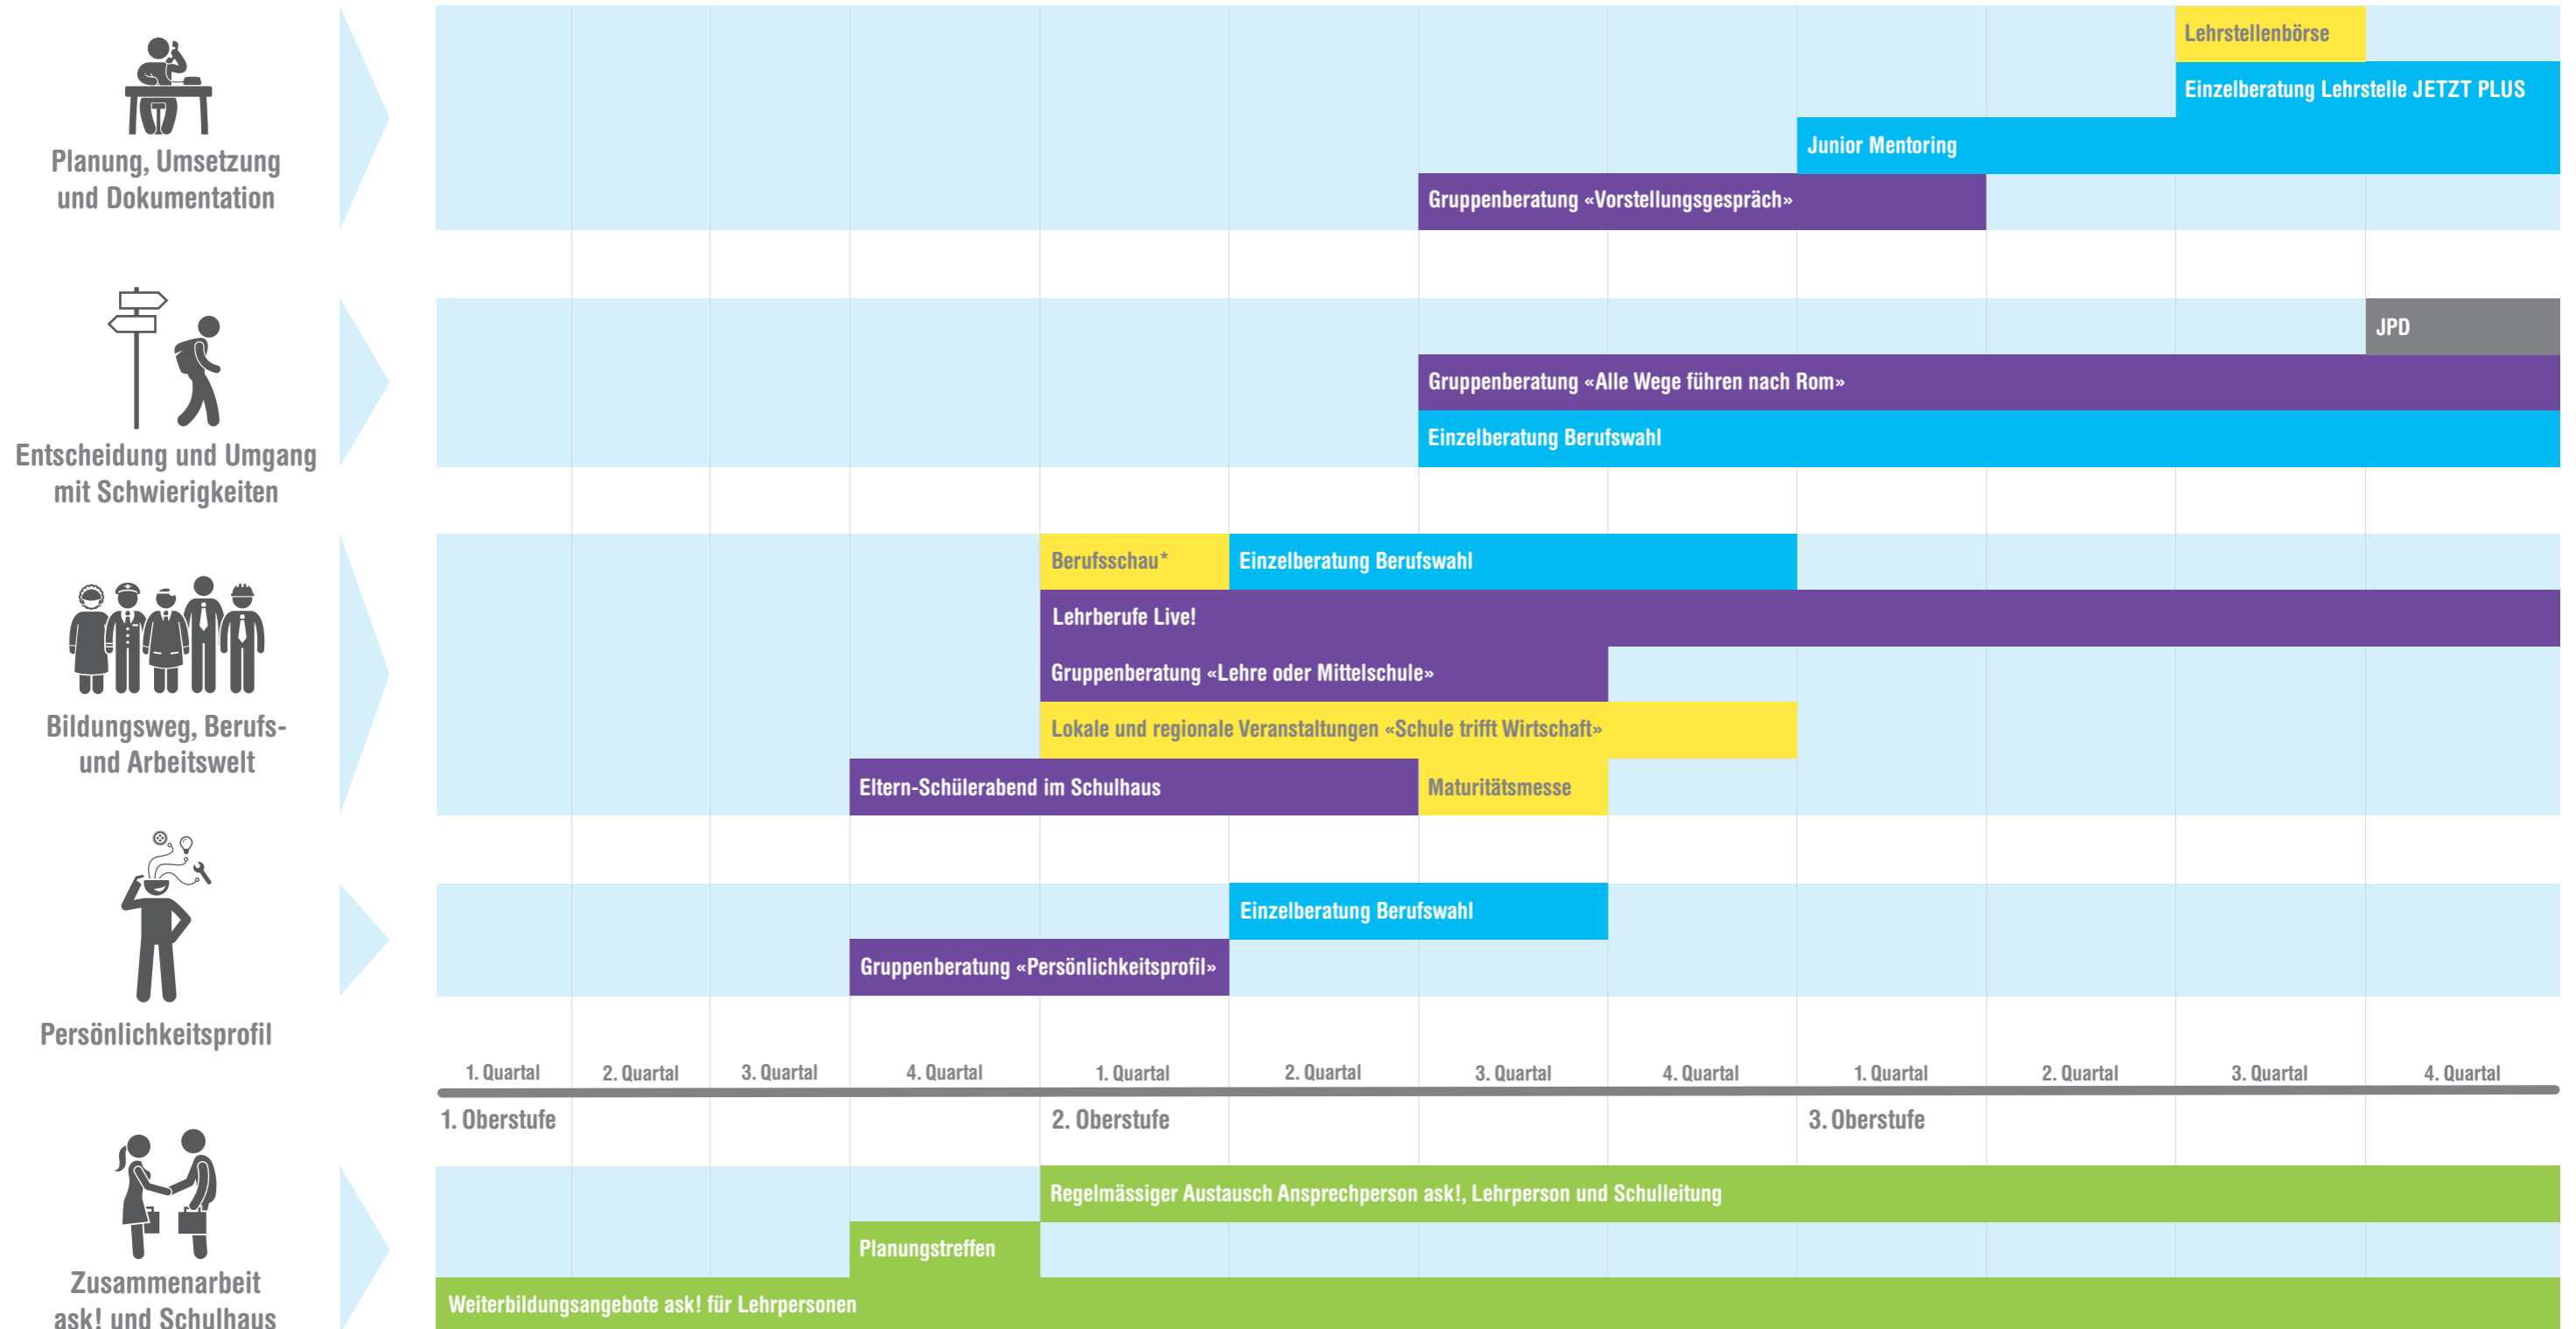 Lehrstellenbörse
Einzelberatung Lehrstelle JETZT PLUS
Junior Mentoring
Planung, Umsetzung
und Dokumentation
Gruppenberatung «Vorstellungsgespräch»
JPD
Gruppenberatung «Alle Wege führen nach Rom»
Einzelberatung Berufswahl
Entscheidung und Umgang
mit Schwierigkeiten
Berufsschau*
Einzelberatung Berufswahl
Lehrberufe Live!
Gruppenberatung «Lehre oder Mittelschule»
Lokale und regionale Veranstaltungen «Schule trifft Wirtschaft»
Bildungsweg, Berufs-
und Arbeitswelt
Eltern-Schülerabend im Schulhaus
Maturitätsmesse
Einzelberatung Berufswahl
Gruppenberatung «Persönlichkeitsprofil»
Persönlichkeitsprofil
1. Quartal
2. Quartal
3. Quartal
4. Quartal
1. Quartal
2. Quartal
3. Quartal
4. Quartal
1. Quartal
2. Quartal
3. Quartal
4. Quartal
1. Oberstufe
2. Oberstufe
3. Oberstufe
Regelmässiger Austausch Ansprechperson ask!, Lehrperson und Schulleitung
Planungstreffen
Zusammenarbeit
ask! und Schulhaus
Weiterbildungsangebote ask! für Lehrpersonen